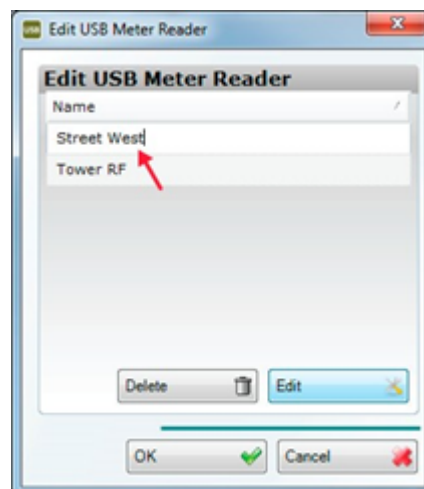 Edit USB Meter Reader
Edit USB Meter Reader
Name
Street West
Tower RF
Delete
Edit
OK
Cancel